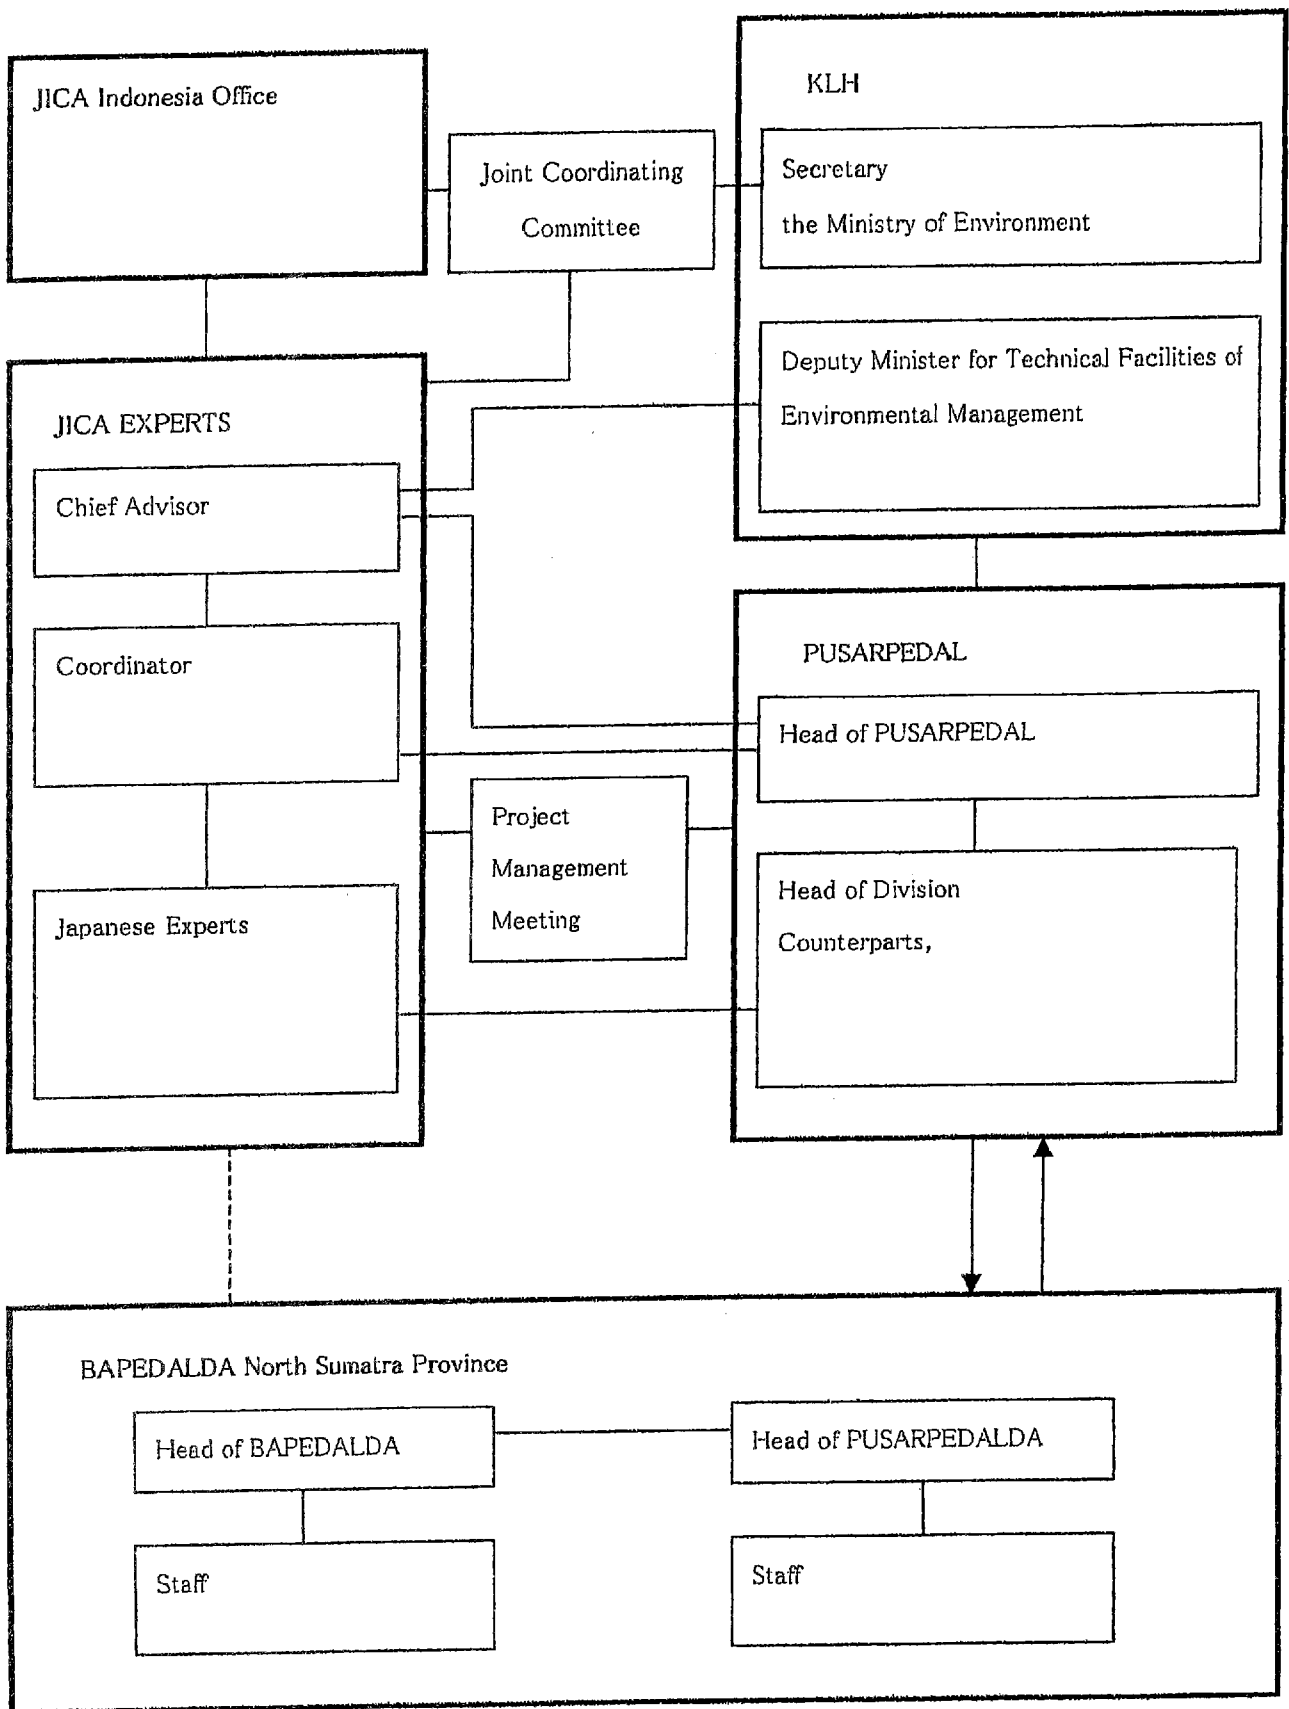 JICA Indonesia Office
Joint Coordinating
Committee
KLH
Secretary
the Ministry of Environment
Deputy Minister for Technical Facilities of
Environmental Management
JICA EXPERTS
Chief Advisor
Coordinator
Japanese Experts
Project
Management
Meeting
PUSARPEDAL
Head of PUSARPEDAL
Head of Division
Counterparts,
BAPEDALDA North Sumatra Province
Head of BAPEDALDA
Staff
Head of PUSARPEDALDA
Staff